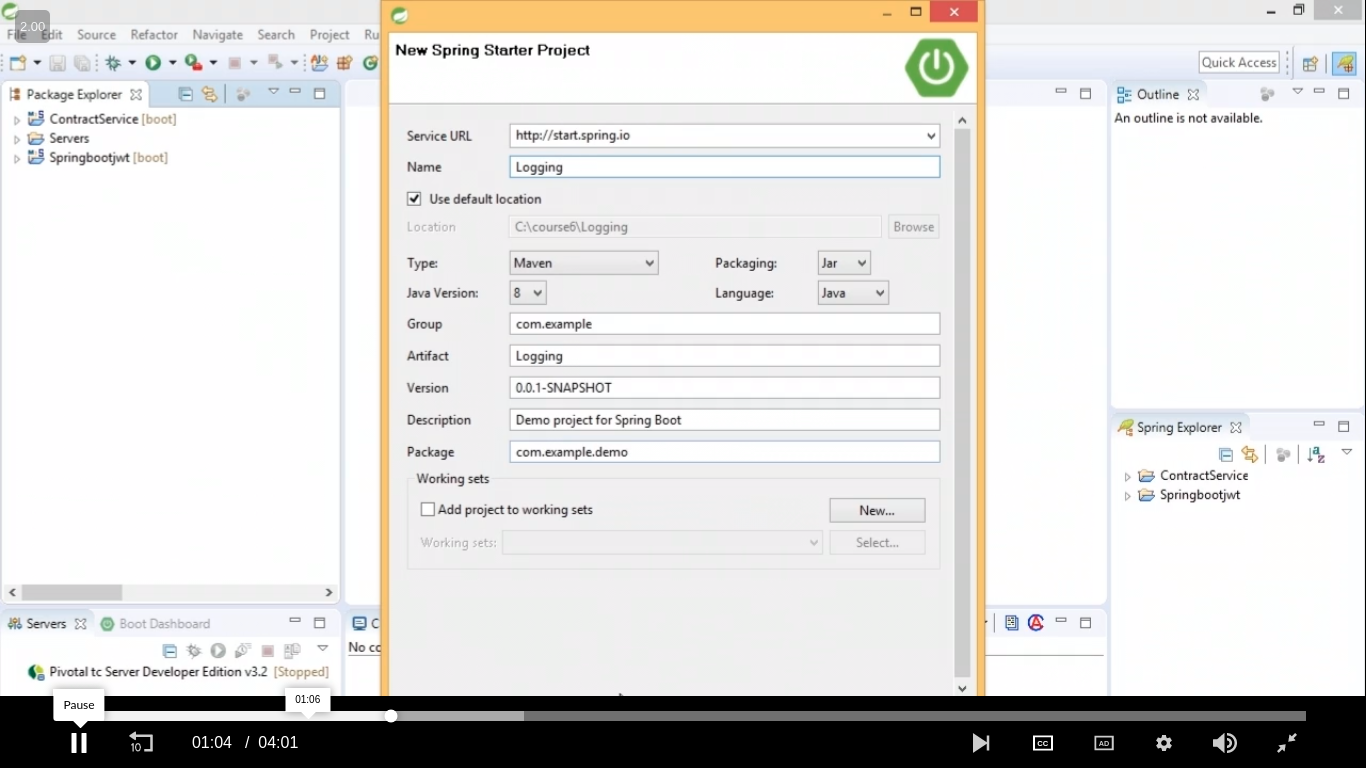 2.00
New Spring Starter Project
File Edit Source Refactor Navigate Search Project Ru
Quick Access
Package Explorer
Outline
ContractService [boot]
Servers
Springbootjwt [boot]
An outline is not available.
Service URL http://start.spring.io
Name Logging
Use default location
Location C:\course6\Logging Browse
Type: Maven Packaging: Jar
Java Version: 8 Language: Java
Group com.example
Artifact Logging
Version 0.0.1-SNAPSHOT
Description Demo project for Spring Boot
Package com.example.demo
Working sets
Add project to working sets New...
Working sets: Select...
Spring Explorer
ContractService
Springbootjwt
Servers Boot Dashboard C
No co
Pivotal tc Server Developer Edition v3.2 [Stopped]
Pause
01:06
10 01:04 / 04:01 CC AD